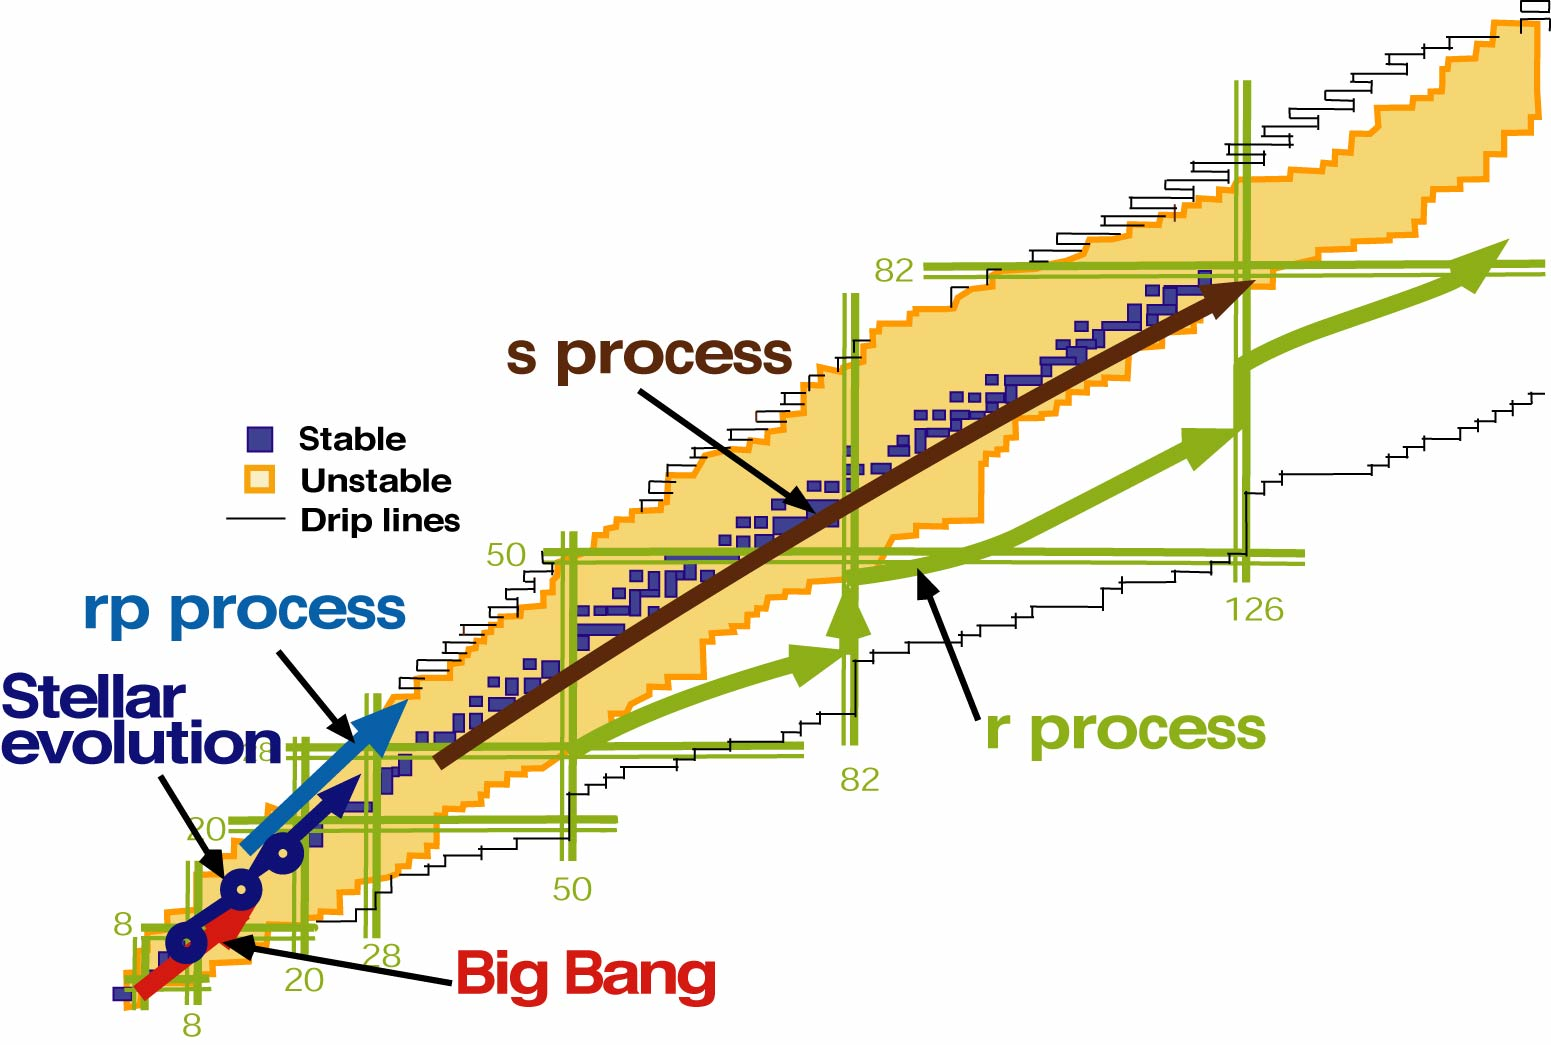 82
s process
Stable
Unstable
Drip lines
50
rp process
126
Stellar
evolution
r process
28
82
20
50
8
28
Big Bang
20
8